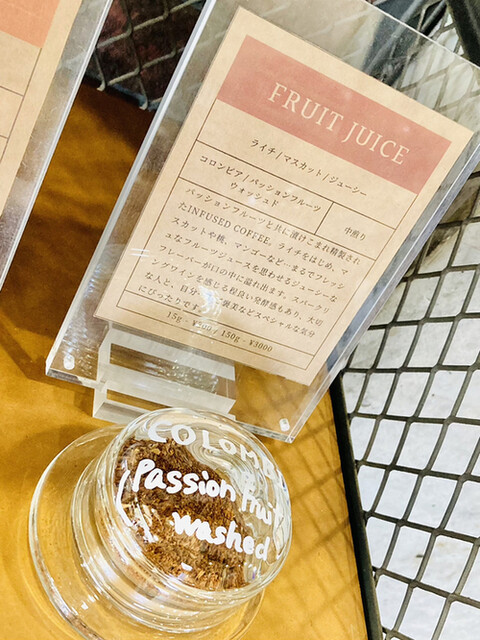 FRUIT JUICE
ライチ/マスカット/ジューシー
コロンビア/パッションフルーツ
ウォッシュド
中煎り
パッションフルーツと共に漬けこまれ精製され
たINFUSED COFFEE。ライチをはじめ、マ
スカットや桃、マンゴーなど…まるでフレッシ
ュなフルーツジュースを思わせるジューシーな
フレーバーが口の中に溢れ出ます。スパークリ
ングワインを感じる程良い発酵感もあり、大切
な人と、自分へのご褒美などスペシャルな気分
にぴったりです。
15g - ¥500 / 150g - ¥3000
COLOMB
Passion fruit
washed